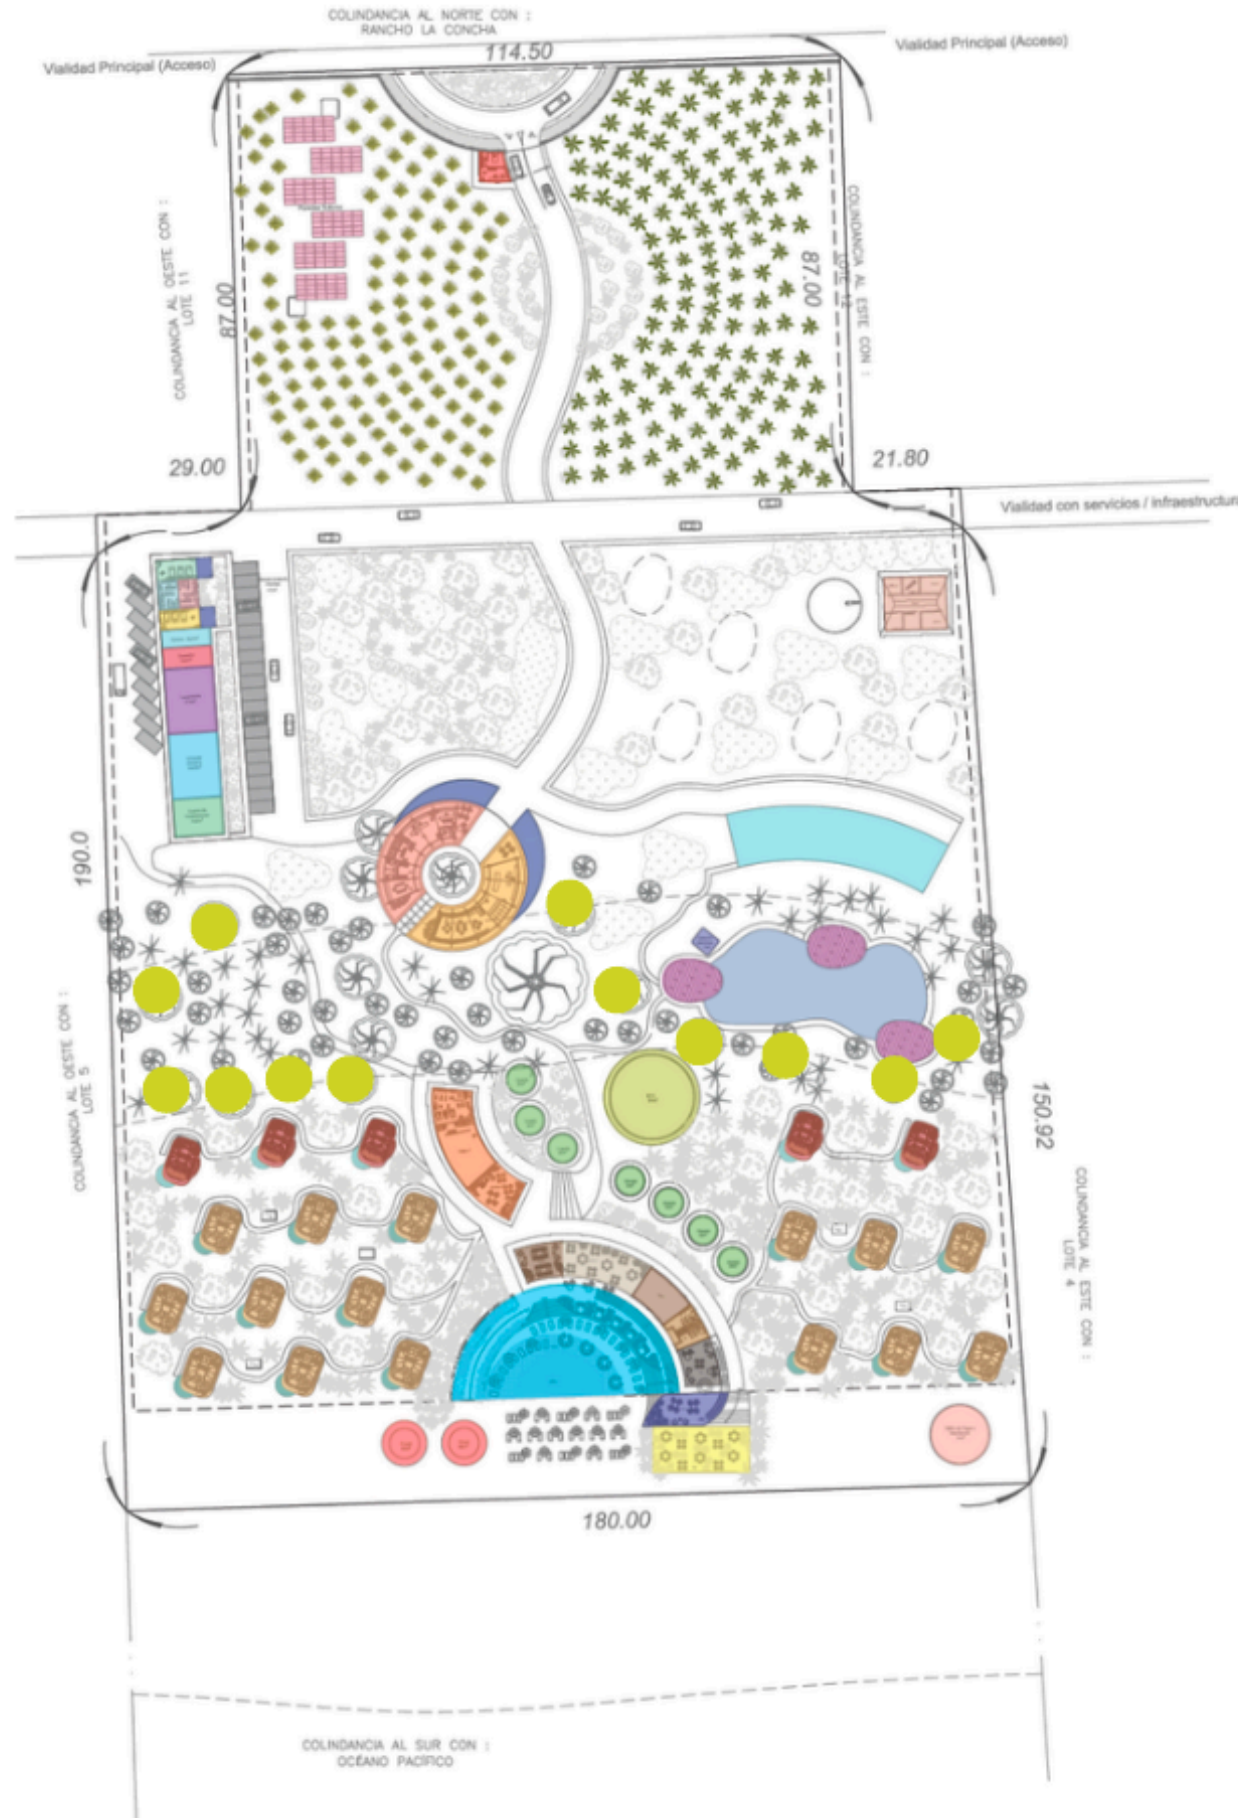 COLINDANCIA AL NORTE CON :
RANCHO LA CONCHA
Vialidad Principal (Acceso)
114.50
Vialidad Principal (Acceso)
COLINDANCIA AL OESTE CON :
LOTE 11
87.00
87.00
COLINDANCIA AL ESTE CON :
LOTE 12
29.00
21.80
Vialidad con servicios / infraestructura
190.0
COLINDANCIA AL OESTE CON :
LOTE 5
150.92
COLINDANCIA AL ESTE CON :
LOTE 4
180.00
COLINDANCIA AL SUR CON :
OCÉANO PACÍFICO